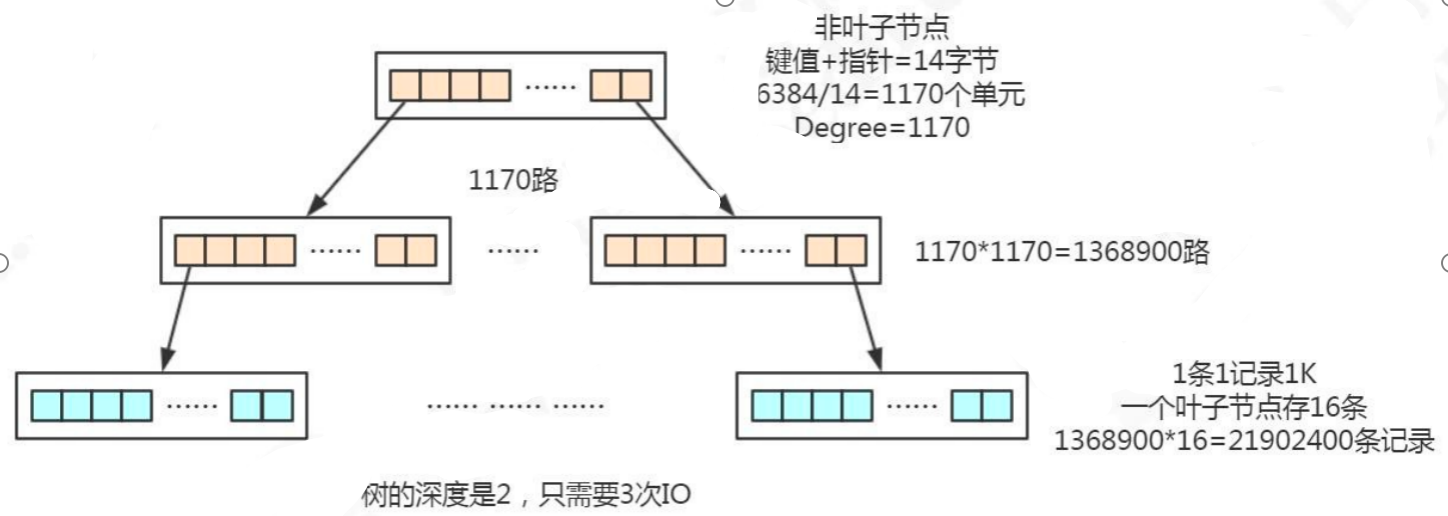 非叶子节点
键值+指针=14字节
6384/14=1170个单元
Degree=1170
1170路
......
......
......
......
......
1170*1170=1368900路
......
...... ...... ......
......
1条1记录1K
一个叶子节点存16条
1368900*16=21902400条记录
树的深度是2，只需要3次IO